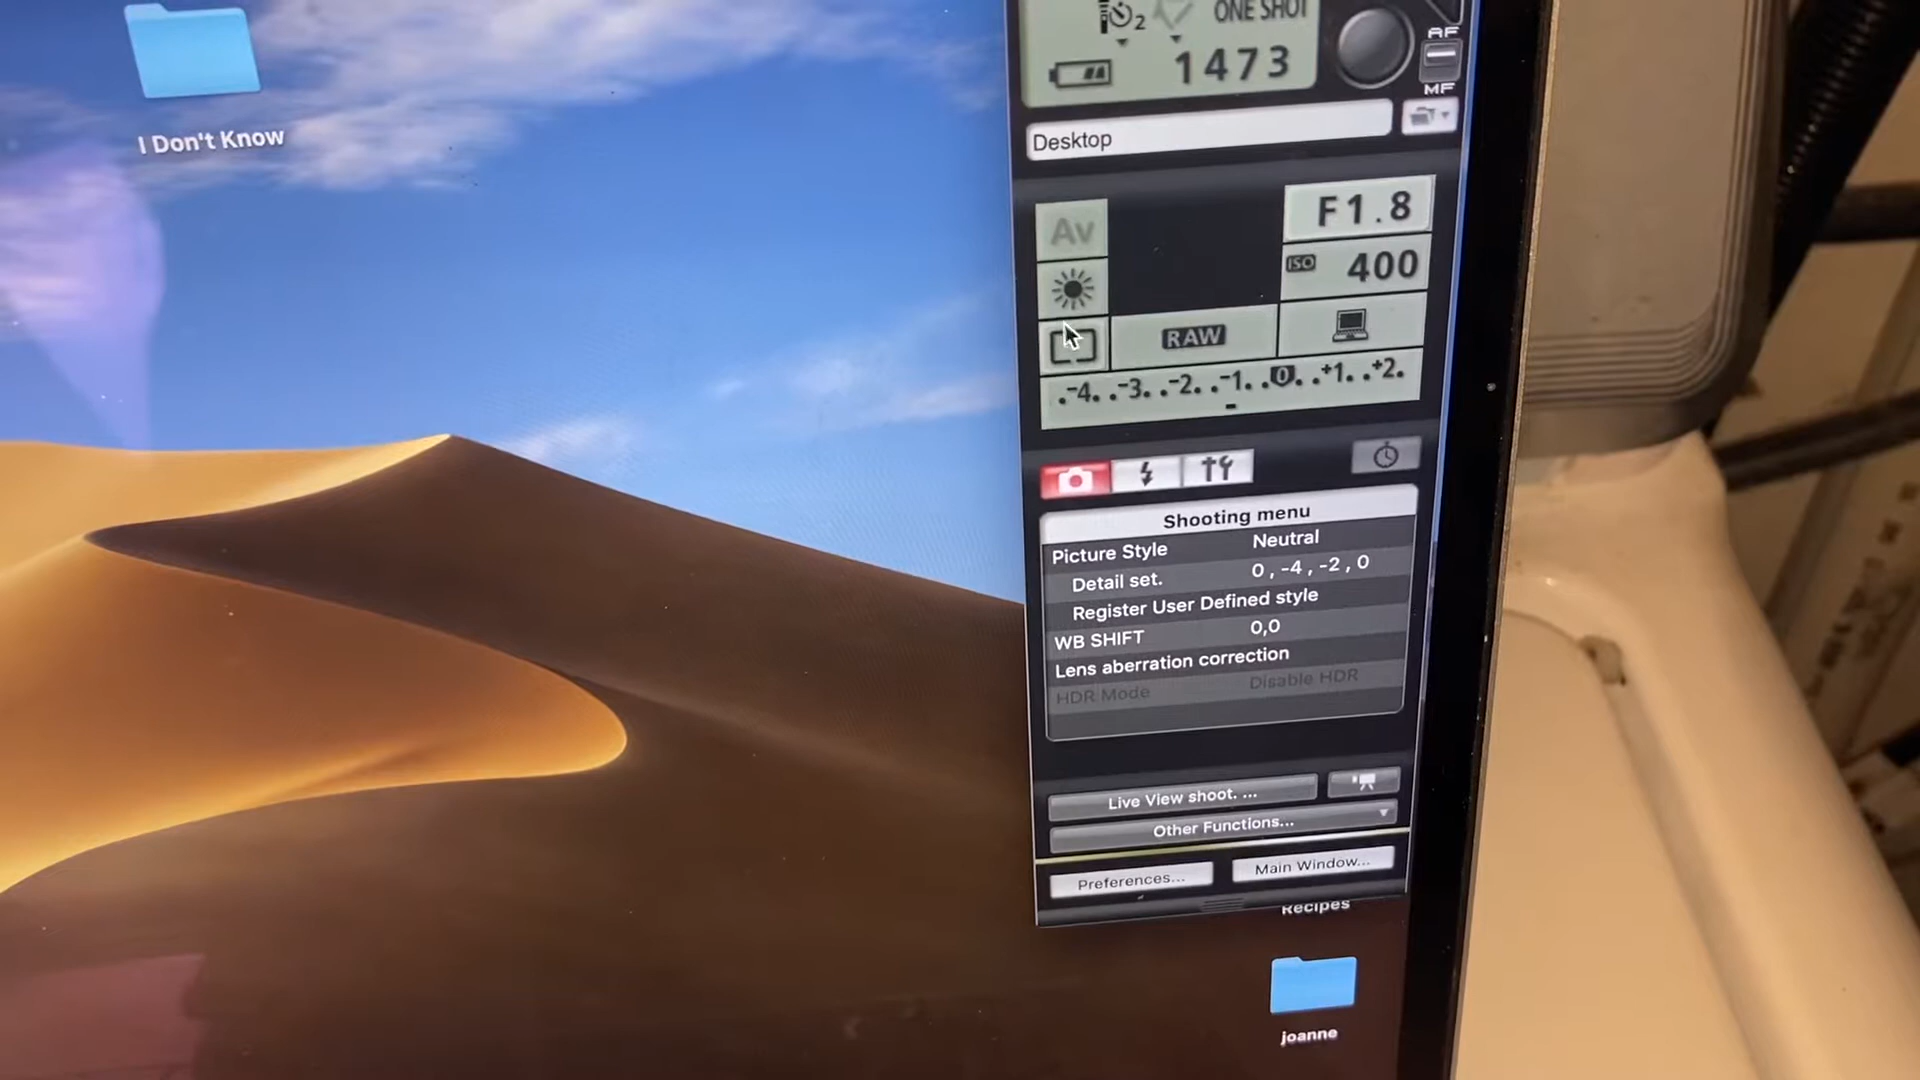 I Don't Know
2 ONE SHOT
1473
AF
MF
Desktop
Av
F1.8
ISO 400
RAW
.-4. .-3. .-2. .-1. .0. .+1. .+2.
Shooting menu
Picture Style Neutral
Detail set. 0 , -4 , -2 , 0
Register User Defined style
WB SHIFT 0,0
Lens aberration correction
HDR Mode Disable HDR
Live View shoot. ...
Other Functions...
Preferences... Main Window...
Recipes
joanne